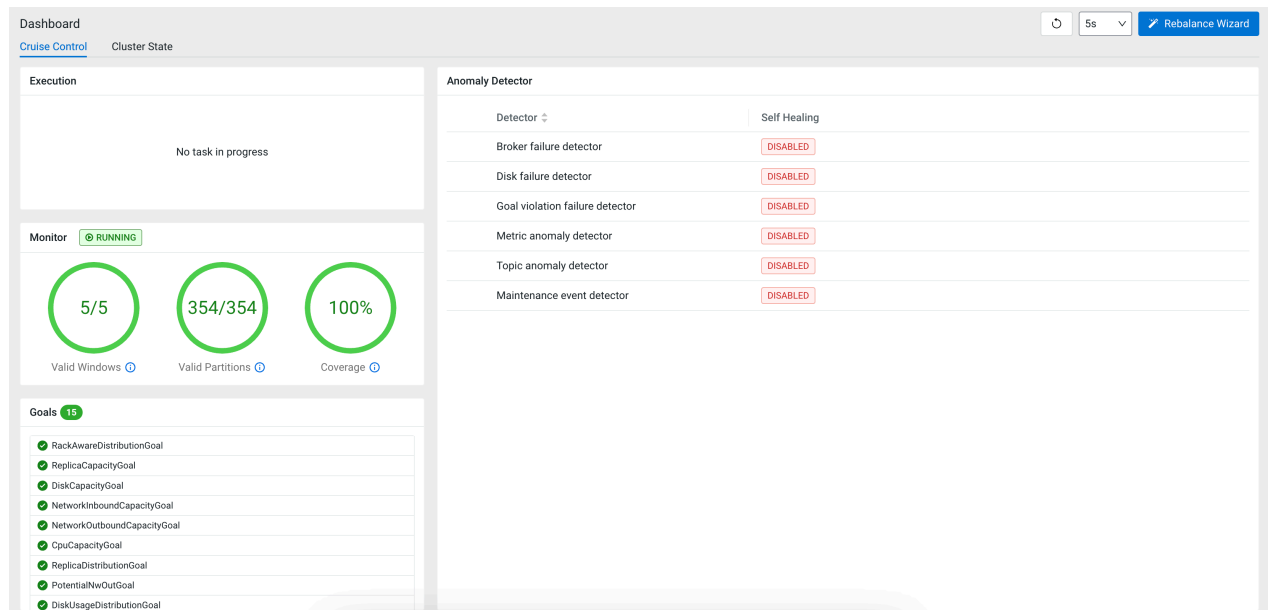 Dashboard
5s
Rebalance Wizard
Cruise Control
Cluster State
Execution
No task in progress
Monitor
RUNNING
5/5
354/354
100%
Valid Windows
Valid Partitions
Coverage
Goals
15
RackAwareDistributionGoal
ReplicaCapacityGoal
DiskCapacityGoal
NetworkInboundCapacityGoal
NetworkOutboundCapacityGoal
CpuCapacityGoal
ReplicaDistributionGoal
PotentialNwOutGoal
DiskUsageDistributionGoal
Anomaly Detector
Detector
Self Healing
Broker failure detector
DISABLED
Disk failure detector
DISABLED
Goal violation failure detector
DISABLED
Metric anomaly detector
DISABLED
Topic anomaly detector
DISABLED
Maintenance event detector
DISABLED